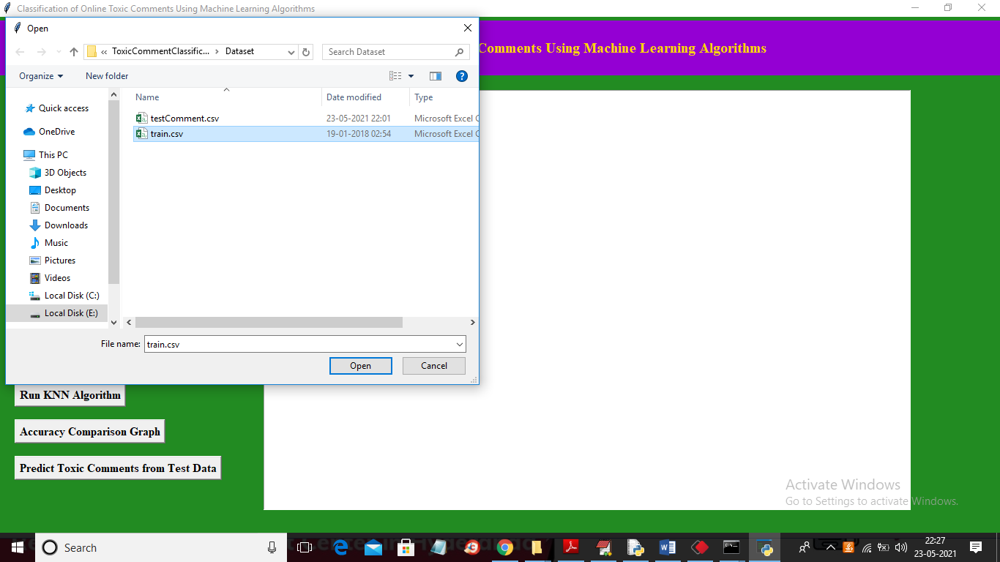 Classification of Online Toxic Comments Using Machine Learning Algorithms
Open
Comments Using Machine Learning Algorithms
« ToxicCommentClassific... › Dataset
Search Dataset
Organize
New folder
Name
Date modified
Type
Quick access
OneDrive
This PC
3D Objects
Desktop
Documents
Downloads
Music
Pictures
Videos
Local Disk (C:)
Local Disk (E:)
testComment.csv 23-05-2021 22:01 Microsoft Excel C
train.csv 19-01-2018 02:54 Microsoft Excel C
File name: train.csv
Open
Cancel
Run KNN Algorithm
Accuracy Comparison Graph
Predict Toxic Comments from Test Data
Activate Windows
Go to Settings to activate Windows.
Search
22:27
23-05-2021